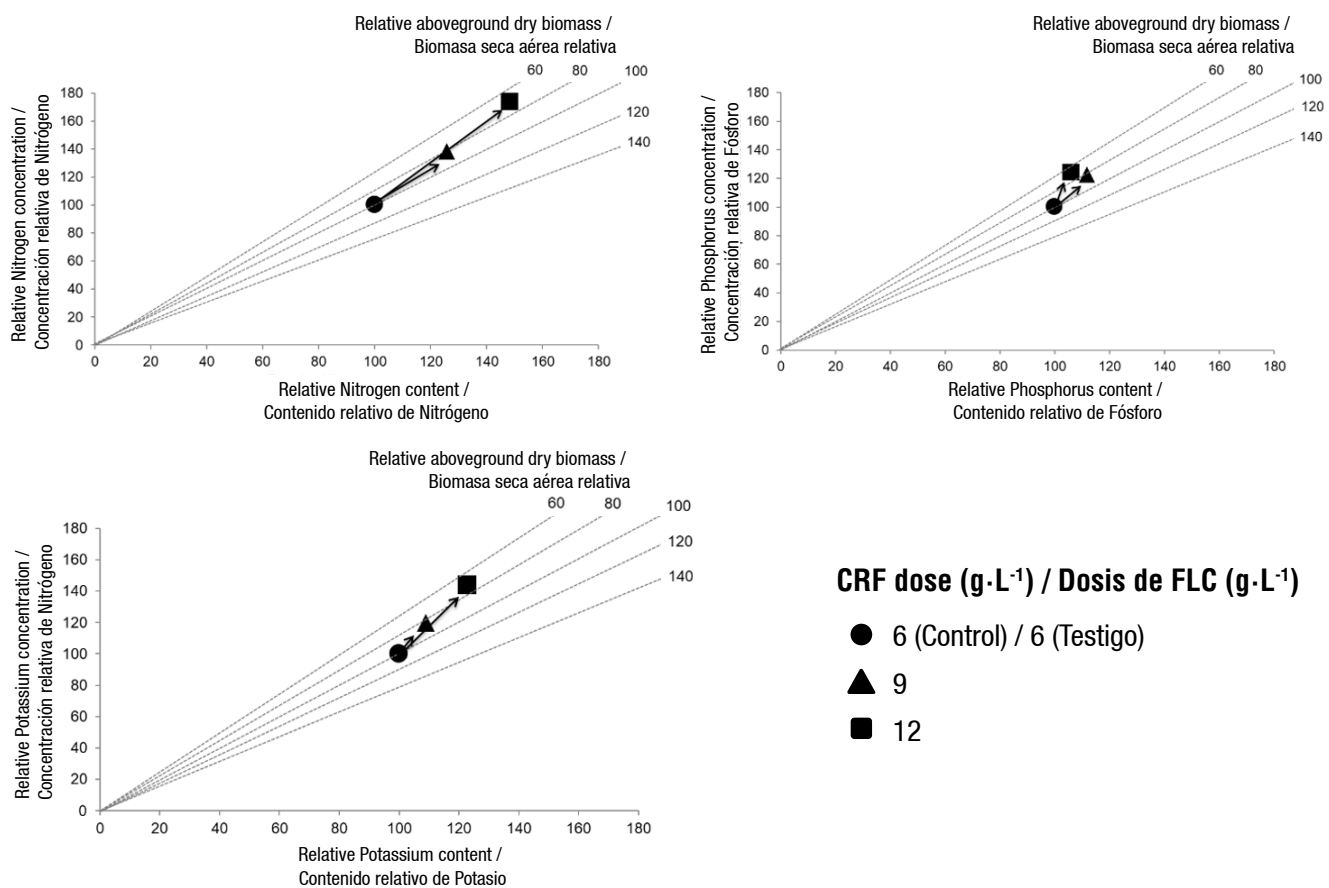 Relative aboveground dry biomass /
Biomasa seca aérea relativa
60
80
100
120
140
180
160
140
120
100
80
60
40
20
0
Relative Nitrogen concentration /
Concentración relativa de Nitrógeno
0 20 40 60 80 100 120 140 160 180
Relative Nitrogen content /
Contenido relativo de Nitrógeno
Relative aboveground dry biomass /
Biomasa seca aérea relativa
60
80
100
120
140
180
160
140
120
100
80
60
40
20
0
Relative Phosphorus concentration /
Concentración relativa de Fósforo
0 20 40 60 80 100 120 140 160 180
Relative Phosphorus content /
Contenido relativo de Fósforo
Relative aboveground dry biomass /
Biomasa seca aérea relativa
60
80
100
120
140
180
160
140
120
100
80
60
40
20
0
Relative Potassium concentration /
Concentración relativa de Nitrógeno
0 20 40 60 80 100 120 140 160 180
Relative Potassium content /
Contenido relativo de Potasio
CRF dose (g·L-1) / Dosis de FLC (g·L-1)
6 (Control) / 6 (Testigo)
9
12